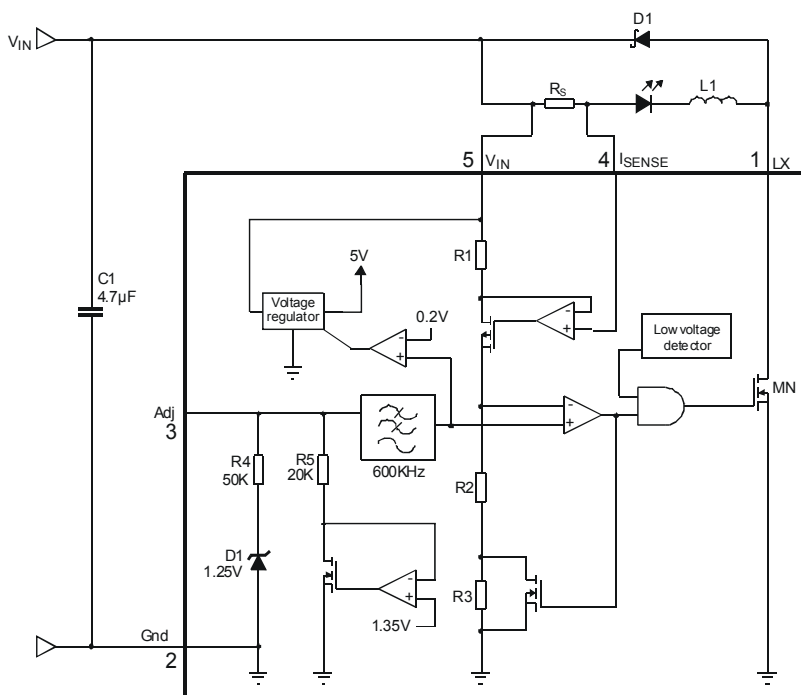 D1
VIN
RS
L1
5
VIN
4
ISENSE
1
LX
R1
5V
C1
4.7µF
Voltage
regulator
0.2V
Low voltage
detector
MN
Adj
3
R4
50K
R5
20K
600KHz
R2
D1
1.25V
R3
1.35V
Gnd
2
-
+
-
+
-
+
-
+